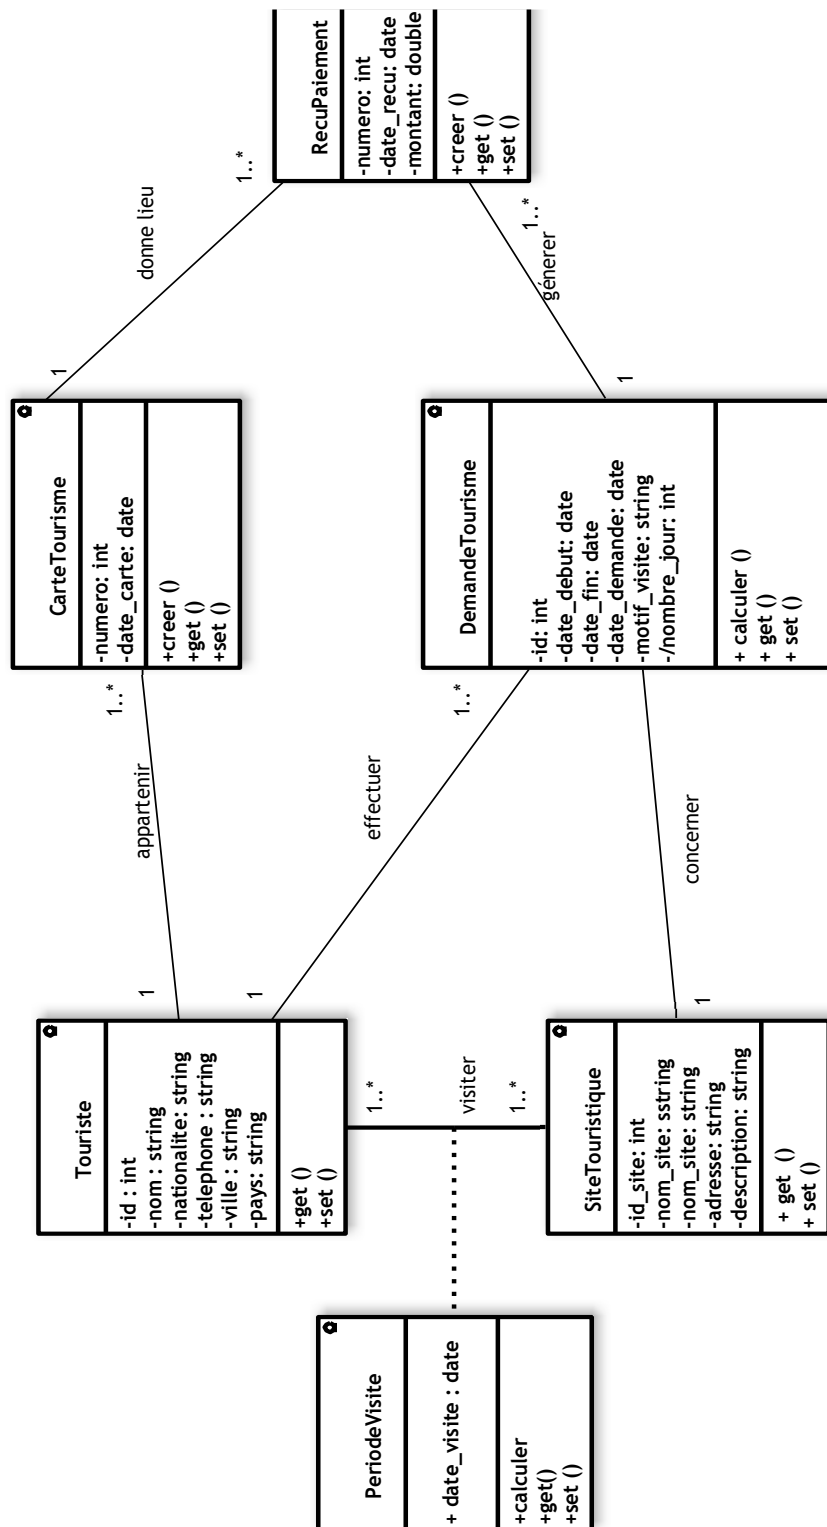 PeriodeVisite
+ date_visite : date
+calculer
+get()
+set ()
Touriste
-id : int
-nom : string
-nationalite: string
-telephone : string
-ville : string
-pays: string
+get ()
+set ()
1..*
visiter
1..*
SiteTouristique
-id_site: int
-nom_site: sstring
-nom_site: string
-adresse: string
-description: string
+ get ()
+ set ()
1
appartenir
1..*
1
effectuer
1..*
1
concerner
CarteTourisme
-numero: int
-date_carte: date
+creer ()
+get ()
+set ()
DemandeTourisme
-id: int
-date_debut: date
-date_fin: date
-date_demande: date
-motif_visite: string
-/nombre_jour: int
+ calculer ()
+ get ()
+ set ()
1
donne lieu
1..*
1
génerer
1..*
RecuPaiement
-numero: int
-date_recu: date
-montant: double
+creer ()
+get ()
+set ()